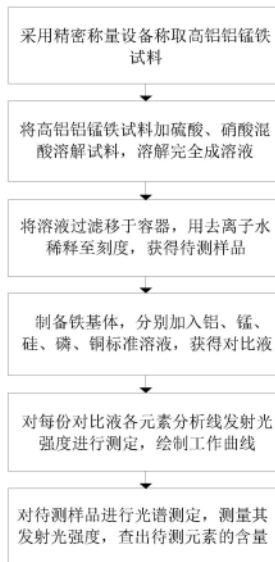 采用精密称量设备称取高铝铝锰铁
试料
将高铝铝锰铁试料加硫酸、硝酸混
酸溶解试料，溶解完全成溶液
将溶液过滤移于容器，用去离子水
稀释至刻度，获得待测样品
制备铁基体，分别加入铝、锰、
硅、磷、铜标准溶液，获得对比液
对每份对比液各元素分析线发射光
强度进行测定，绘制工作曲线
对待测样品进行光谱测定，测量其
发射光强度，查出待测元素的含量